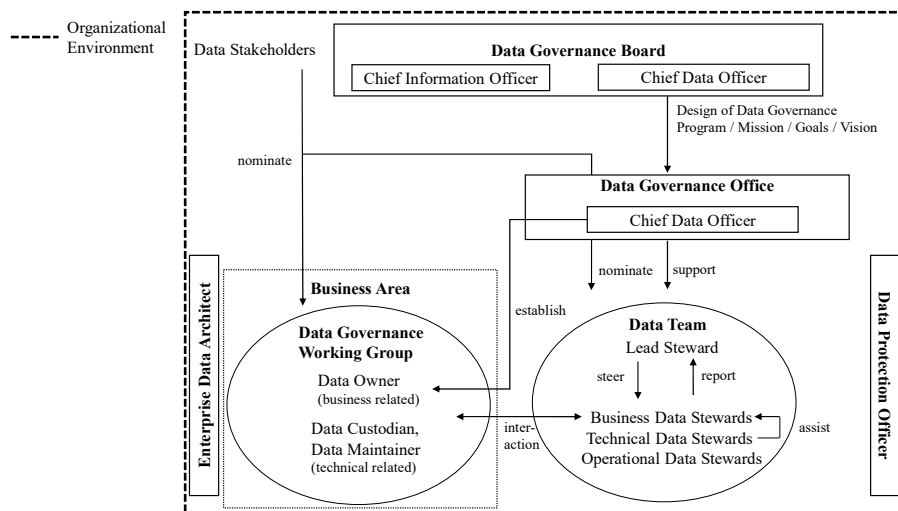 Organizational
Environment
Data Stakeholders
Data Governance Board
Chief Information Officer
Chief Data Officer
Design of Data Governance
Program / Mission / Goals / Vision
nominate
Data Governance Office
Chief Data Officer
nominate
support
establish
Enterprise Data Architect
Business Area
Data Governance
Working Group
Data Owner
(business related)
Data Custodian,
Data Maintainer
(technical related)
inter-
action
Data Team
Lead Steward
steer
report
Business Data Stewards
Technical Data Stewards
Operational Data Stewards
assist
Data Protection Officer